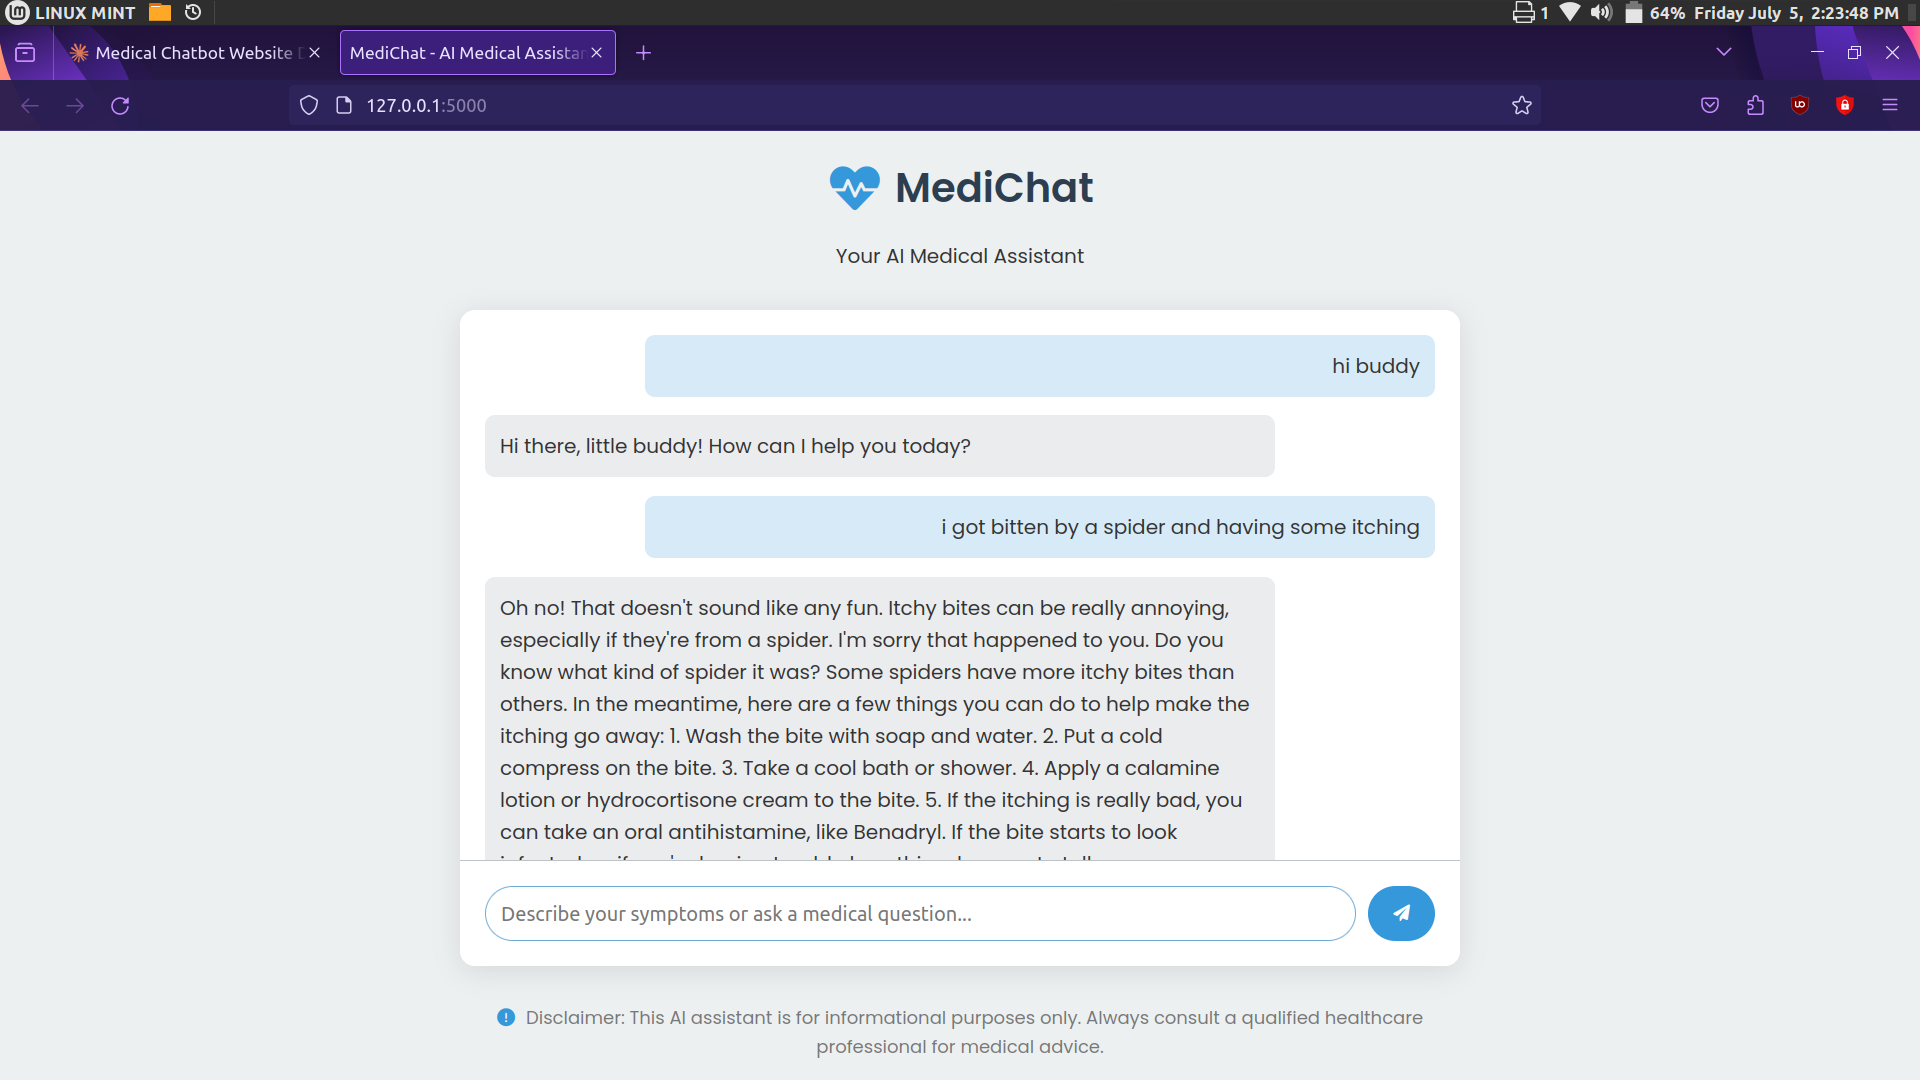 LINUX MINT
1
64% Friday July 5, 2:23:48 PM
Medical Chatbot Website
MediChat - AI Medical Assistan
127.0.0.1:5000
MediChat
Your AI Medical Assistant
hi buddy
Hi there, little buddy! How can I help you today?
i got bitten by a spider and having some itching
Oh no! That doesn't sound like any fun. Itchy bites can be really annoying,
especially if they're from a spider. I'm sorry that happened to you. Do you
know what kind of spider it was? Some spiders have more itchy bites than
others. In the meantime, here are a few things you can do to help make the
itching go away: 1. Wash the bite with soap and water. 2. Put a cold
compress on the bite. 3. Take a cool bath or shower. 4. Apply a calamine
lotion or hydrocortisone cream to the bite. 5. If the itching is really bad, you
can take an oral antihistamine, like Benadryl. If the bite starts to look
Describe your symptoms or ask a medical question...
Disclaimer: This AI assistant is for informational purposes only. Always consult a qualified healthcare
professional for medical advice.